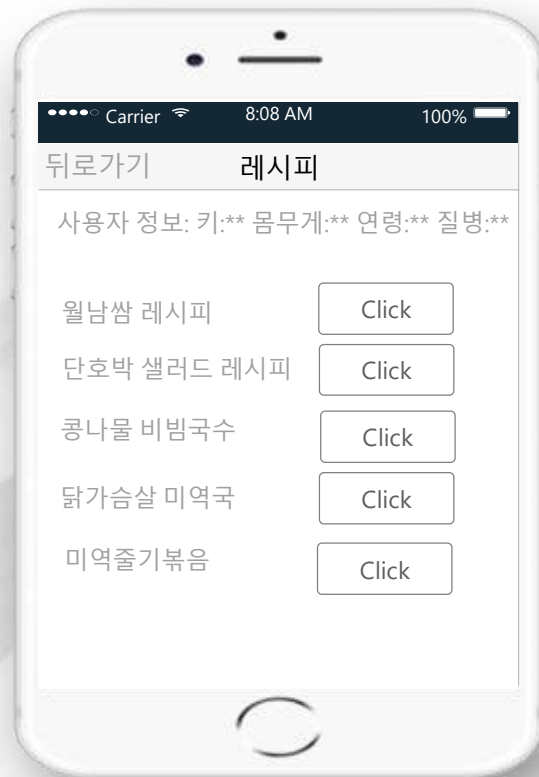 ●●●●○ Carrier 8:08 AM 100%
뒤로가기 레시피
사용자 정보: 키:** 몸무게:** 연령:** 질병:**
월남쌈 레시피 Click
단호박 샐러드 레시피 Click
콩나물 비빔국수 Click
닭가슴살 미역국 Click
미역줄기볶음 Click